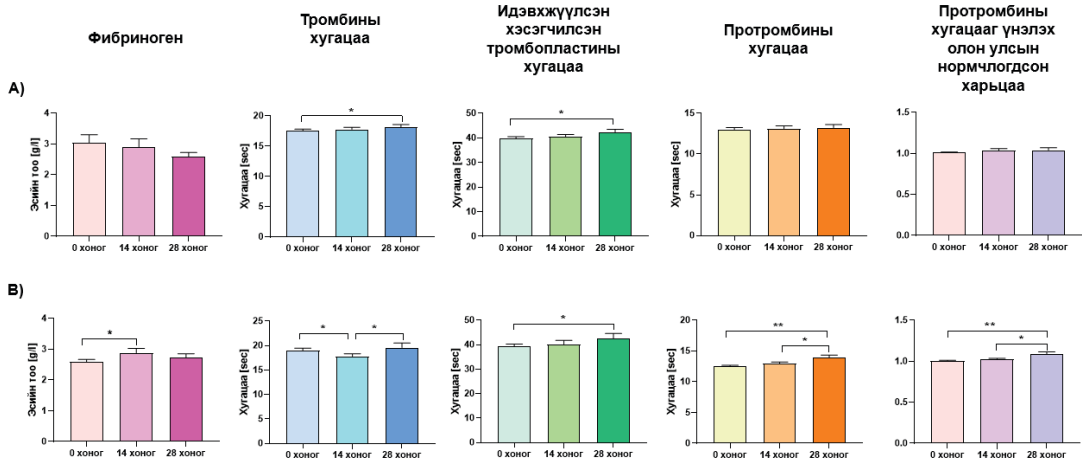 Фибриноген
Тромбины
хугацаа
Идэвхжүүлсэн
хэсэгчилсэн
тромбопластины
хугацаа
Протромбины
хугацаа
Протромбины
хугацааг үнэлэх
олон улсын
нормчлогдсон
харьцаа
A)
Эсийн тоо [g/l]
4
3
2
1
0
0 хоног 14 хоног 28 хоног
Хугацаа [sec]
20
15
10
5
0
*
0 хоног 14 хоног 28 хоног
Хугацаа [sec]
50
40
30
20
10
0
*
0 хоног 14 хоног 28 хоног
Хугацаа [sec]
15
10
5
0
0 хоног 14 хоног 28 хоног
1.5
1.0
0.5
0.0
0 хоног 14 хоног 28 хоног
B)
Эсийн тоо [g/l]
4
3
2
1
0
*
0 хоног 14 хоног 28 хоног
Хугацаа [sec]
25
20
15
10
5
0
* *
0 хоног 14 хоног 28 хоног
Хугацаа [sec]
50
40
30
20
10
0
*
0 хоног 14 хоног 28 хоног
Хугацаа [sec]
20
15
10
5
0
**
*
0 хоног 14 хоног 28 хоног
1.5
1.0
0.5
0.0
**
*
0 хоног 14 хоног 28 хоног